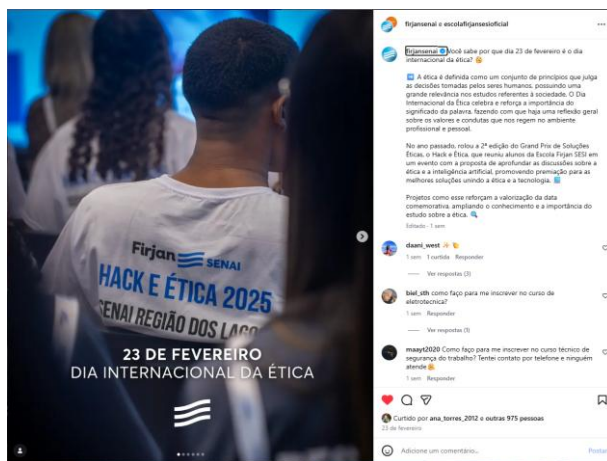 Firjan SENAI
HACK E ÉTICA 2025
SENAI REGIÃO DOS LAGO
23 DE FEVEREIRO
DIA INTERNACIONAL DA ÉTICA
firjansenai e escolafirjansesioficial
firjansenai Você sabe por que dia 23 de fevereiro é o dia
internacional da ética? 🤔
➡️ A ética é definida como um conjunto de princípios que julga
as decisões tomadas pelos seres humanos, possuindo uma
grande relevância nos estudos referentes à sociedade. O Dia
Internacional da Ética celebra e reforça a importância do
significado da palavra, fazendo com que haja uma reflexão geral
sobre os valores e condutas que nos regem no ambiente
profissional e pessoal.
No ano passado, rolou a 2ª edição do Grand Prix de Soluções
Éticas, o Hack e Ética, que reuniu alunos da Escola Firjan SESI em
um evento com a proposta de aprofundar as discussões sobre a
ética e a inteligência artificial, promovendo premiação para as
melhores soluções unindo a ética e a tecnologia.
Projetos como esse reforçam a valorização da data
comemorativa, ampliando o conhecimento e a importância do
estudo sobre a ética. 🔍
Editado · 1 sem
daani_west
1 sem 1 curtida Responder
Ver respostas (3)
biel_sth como faço para me inscrever no curso de
eletrotecnica?
1 sem Responder
Ver respostas (3)
maayt2020 Como faço para me inscrever no curso técnico de
segurança do trabalho? Tentei contato por telefone e ninguém
atende
1 sem Responder
Curtido por ana_torres_2012 e outras 975 pessoas
23 de fevereiro
Adicione um comentário...
Postar